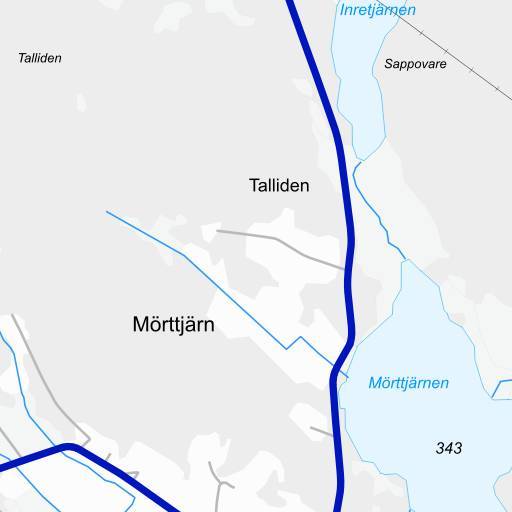 Inretjärnen
Talliden
Sappovare
Talliden
Mörttjärn
Mörttjärnen
343